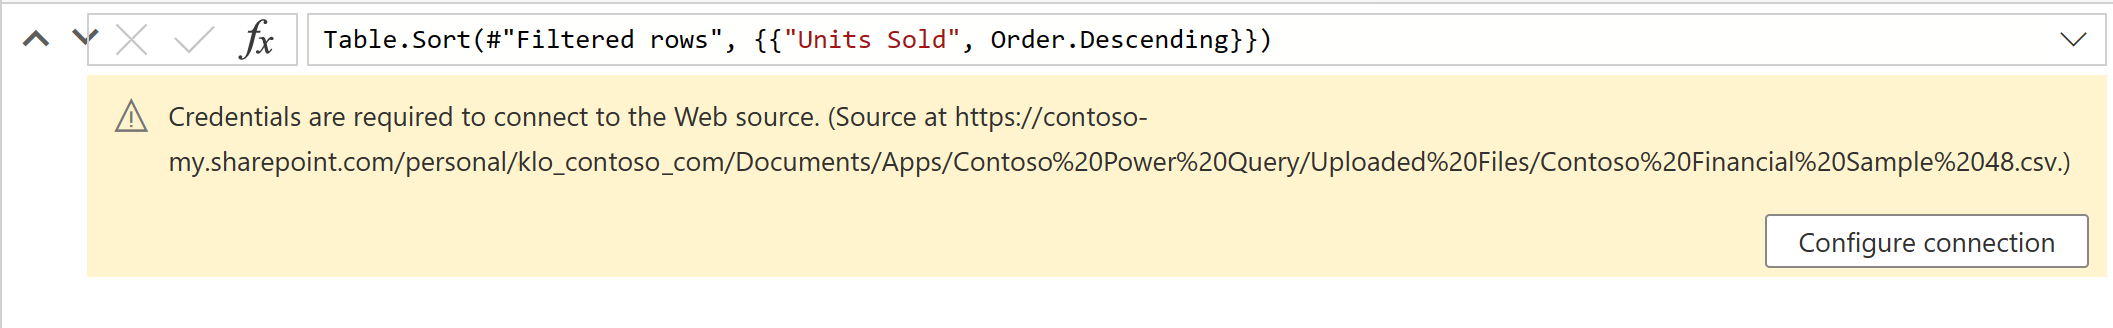 fx Table.Sort(#"Filtered rows", {{"Units Sold", Order.Descending}})
Credentials are required to connect to the Web source. (Source at https://contoso-
my.sharepoint.com/personal/klo_contoso_com/Documents/Apps/Contoso%20Power%20Query/Uploaded%20Files/Contoso%20Financial%20Sample%2048.csv.)
Configure connection